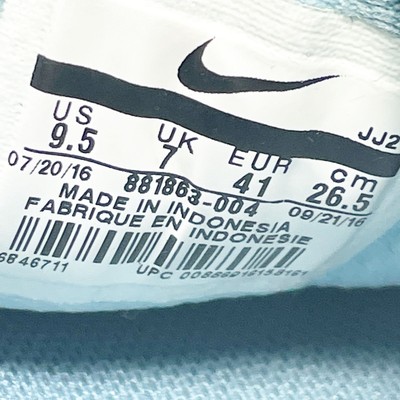 JJ2
US UK EUR cm
9.5 7 41 26.5
07/20/16 881863-004 09/21/16
MADE IN INDONESIA
FABRIQUE EN INDONESIE
6846711 UPC